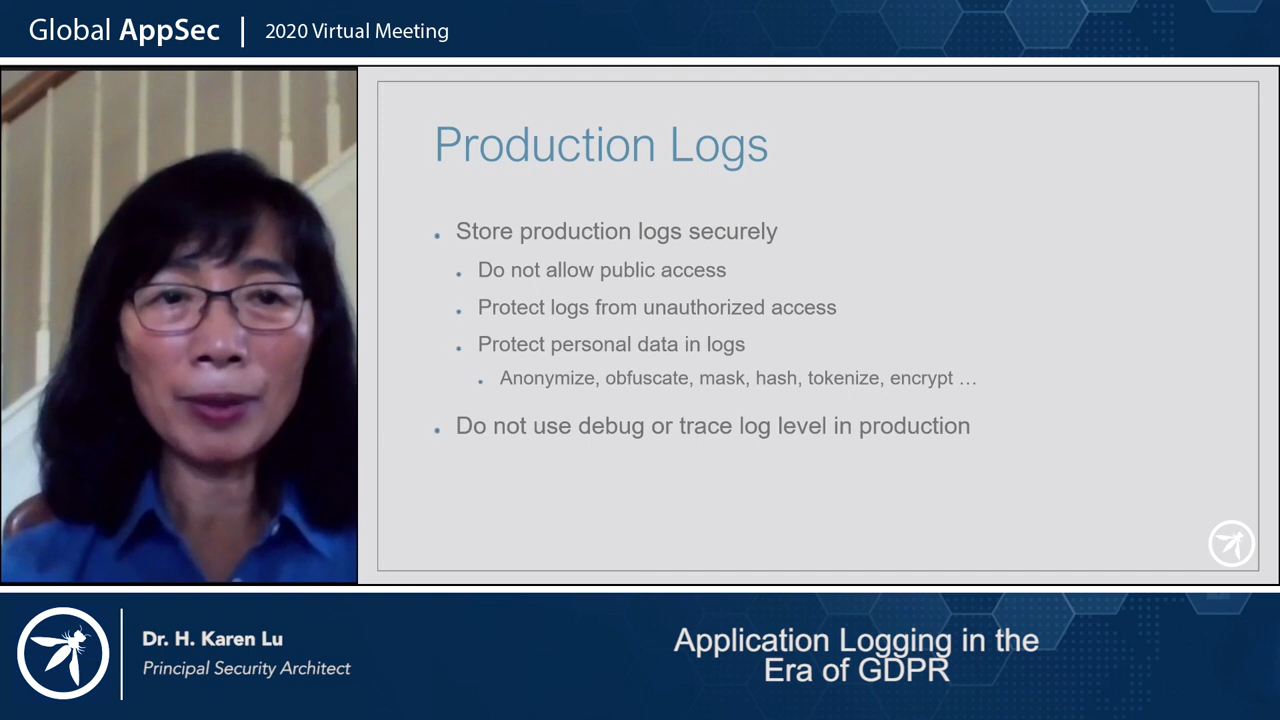 Global AppSec | 2020 Virtual Meeting
Production Logs
• Store production logs securely
• Do not allow public access
• Protect logs from unauthorized access
• Protect personal data in logs
• Anonymize, obfuscate, mask, hash, tokenize, encrypt …
• Do not use debug or trace log level in production
Dr. H. Karen Lu
Principal Security Architect
Application Logging in the
Era of GDPR